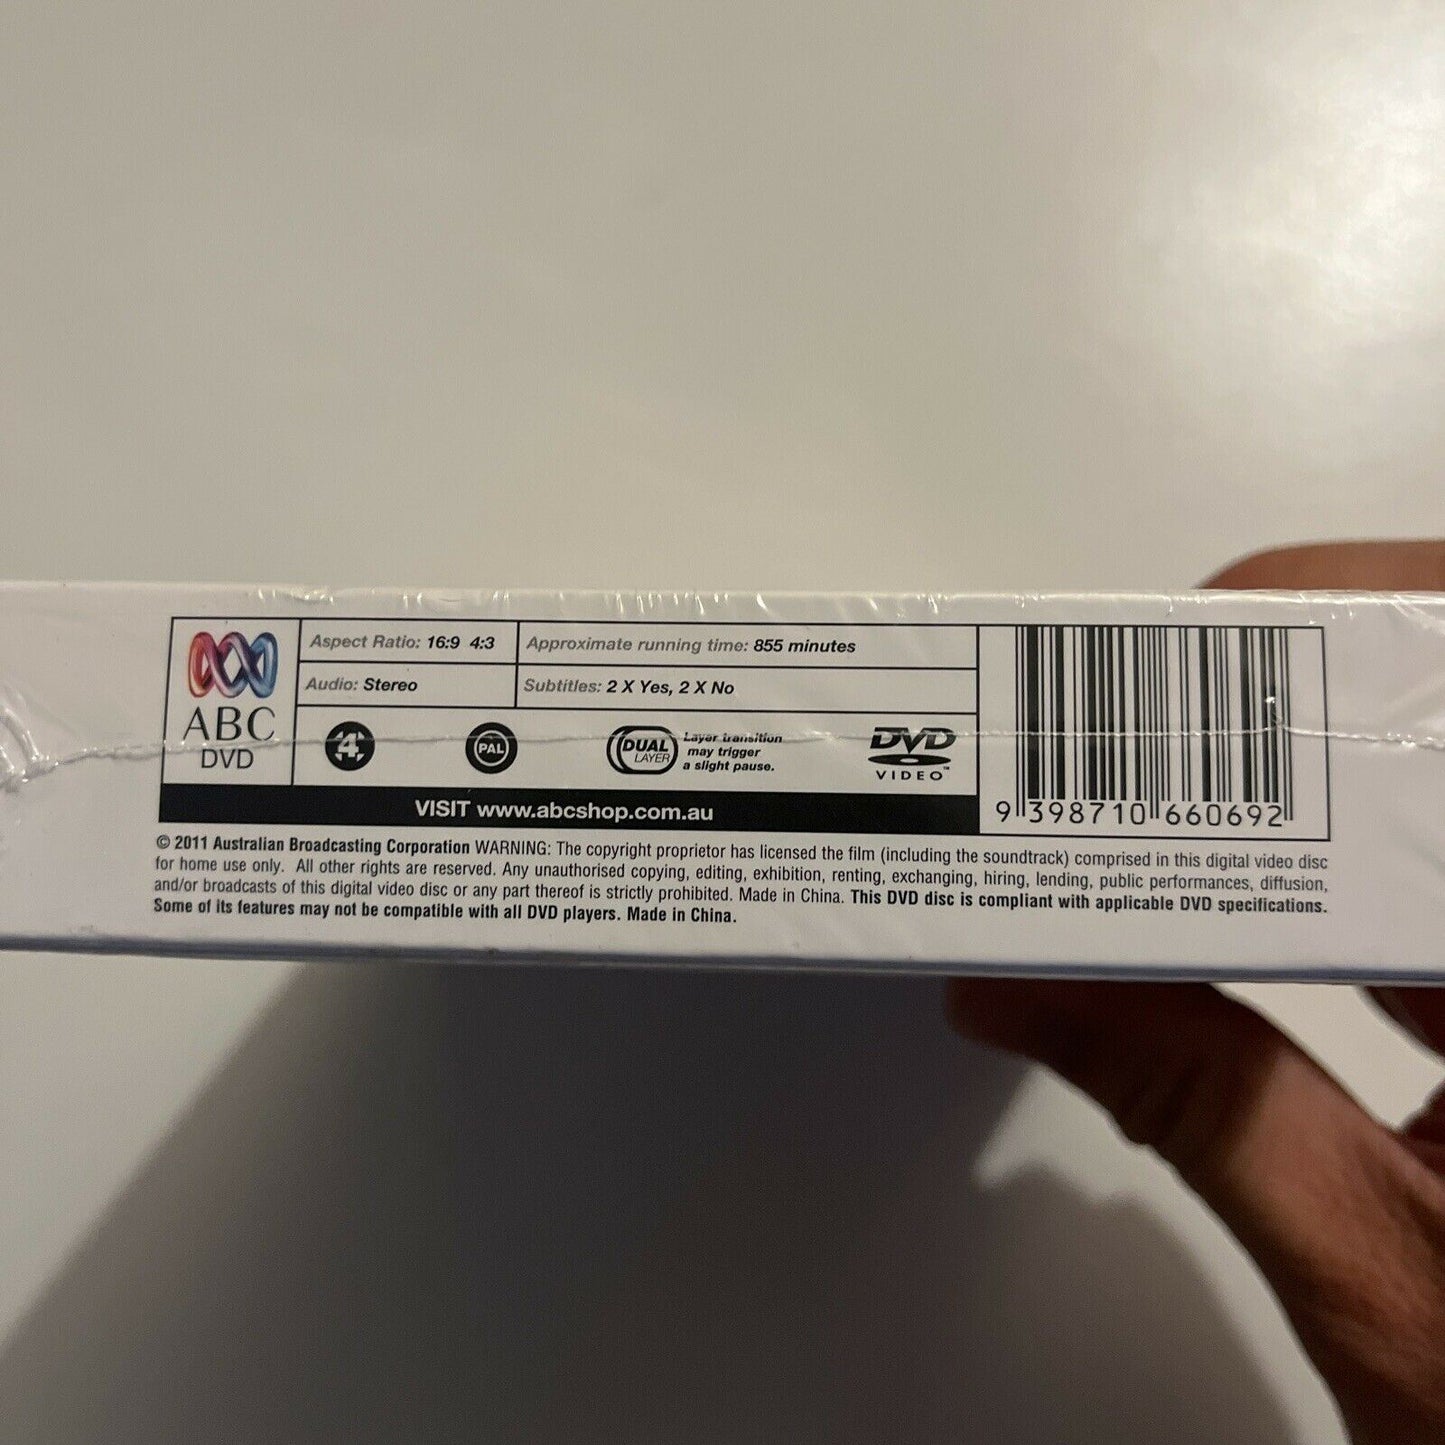 ABC
DVD
Aspect Ratio: 16:9 4:3
Approximate running time: 855 minutes
Audio: Stereo
Subtitles: 2 X Yes, 2 X No
4
PAL
DUAL
LAYER
Layer transition
may trigger
a slight pause.
DVD
VIDEO™
VISIT www.abcshop.com.au
9 398710 660692
© 2011 Australian Broadcasting Corporation WARNING: The copyright proprietor has licensed the film (including the soundtrack) comprised in this digital video disc
for home use only. All other rights are reserved. Any unauthorised copying, editing, exhibition, renting, exchanging, hiring, lending, public performances, diffusion,
and/or broadcasts of this digital video disc or any part thereof is strictly prohibited. Made in China. This DVD disc is compliant with applicable DVD specifications.
Some of its features may not be compatible with all DVD players. Made in China.